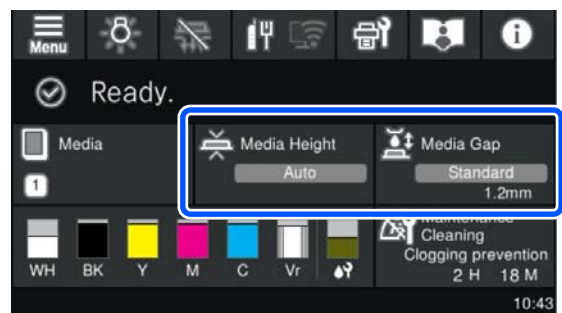 Menu
Ready.
Media
1
Media Height
Auto
Media Gap
Standard
1.2mm
WH BK Y M C Vr
Maintenance
Cleaning
Clogging prevention
2 H 18 M
10:43